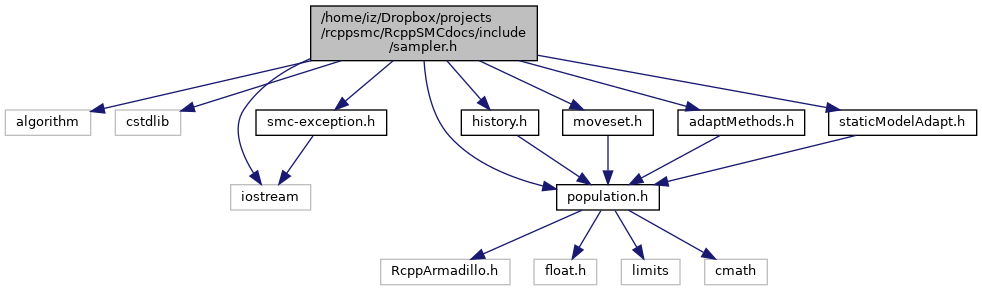 /home/iz/Dropbox/projects
/rcppsmc/RcppSMCdocs/include
/sampler.h
algorithm
cstdlib
smc-exception.h
history.h
moveset.h
adaptMethods.h
staticModelAdapt.h
iostream
population.h
RcppArmadillo.h
float.h
limits
cmath